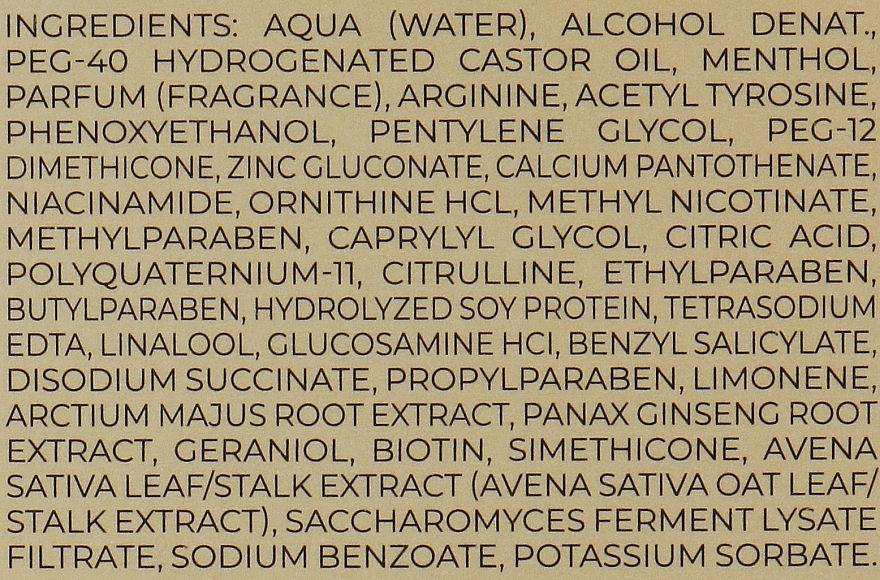 INGREDIENTS: AQUA (WATER), ALCOHOL DENAT.,
PEG-40 HYDROGENATED CASTOR OIL, MENTHOL,
PARFUM (FRAGRANCE), ARGININE, ACETYL TYROSINE,
PHENOXYETHANOL, PENTYLENE GLYCOL, PEG-12
DIMETHICONE, ZINC GLUCONATE, CALCIUM PANTOTHENATE,
NIACINAMIDE, ORNITHINE HCL, METHYL NICOTINATE,
METHYLPARABEN, CAPRYLYL GLYCOL, CITRIC ACID,
POLYQUATERNIUM-11, CITRULLINE, ETHYLPARABEN,
BUTYLPARABEN, HYDROLYZED SOY PROTEIN, TETRASODIUM
EDTA, LINALOOL, GLUCOSAMINE HCl, BENZYL SALICYLATE,
DISODIUM SUCCINATE, PROPYLPARABEN, LIMONENE,
ARCTIUM MAJUS ROOT EXTRACT, PANAX GINSENG ROOT
EXTRACT, GERANIOL, BIOTIN, SIMETHICONE, AVENA
SATIVA LEAF/STALK EXTRACT (AVENA SATIVA OAT LEAF/
STALK EXTRACT), SACCHAROMYCES FERMENT LYSATE
FILTRATE, SODIUM BENZOATE, POTASSIUM SORBATE.